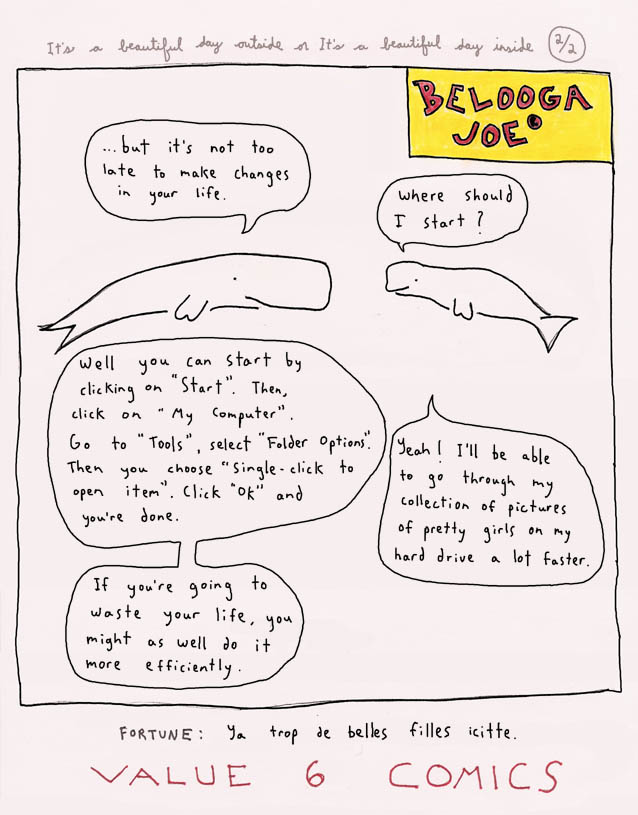 It's a beautiful day outside or It's a beautiful day inside 2/2
BELOOGA
JOE
...but it's not too
late to make changes
in your life.
Where should
I start?
Well you can start by
clicking on "Start". Then,
click on "My Computer".
Go to "Tools", select "Folder Options".
Then you choose "Single-click to
open item". Click "OK" and
you're done.
Yeah! I'll be able
to go through my
collection of pictures
of pretty girls on my
hard drive a lot faster.
If you're going to
waste your life, you
might as well do it
more efficiently.
FORTUNE: Ya trop de belles filles icitte.
VALUE 6 COMICS